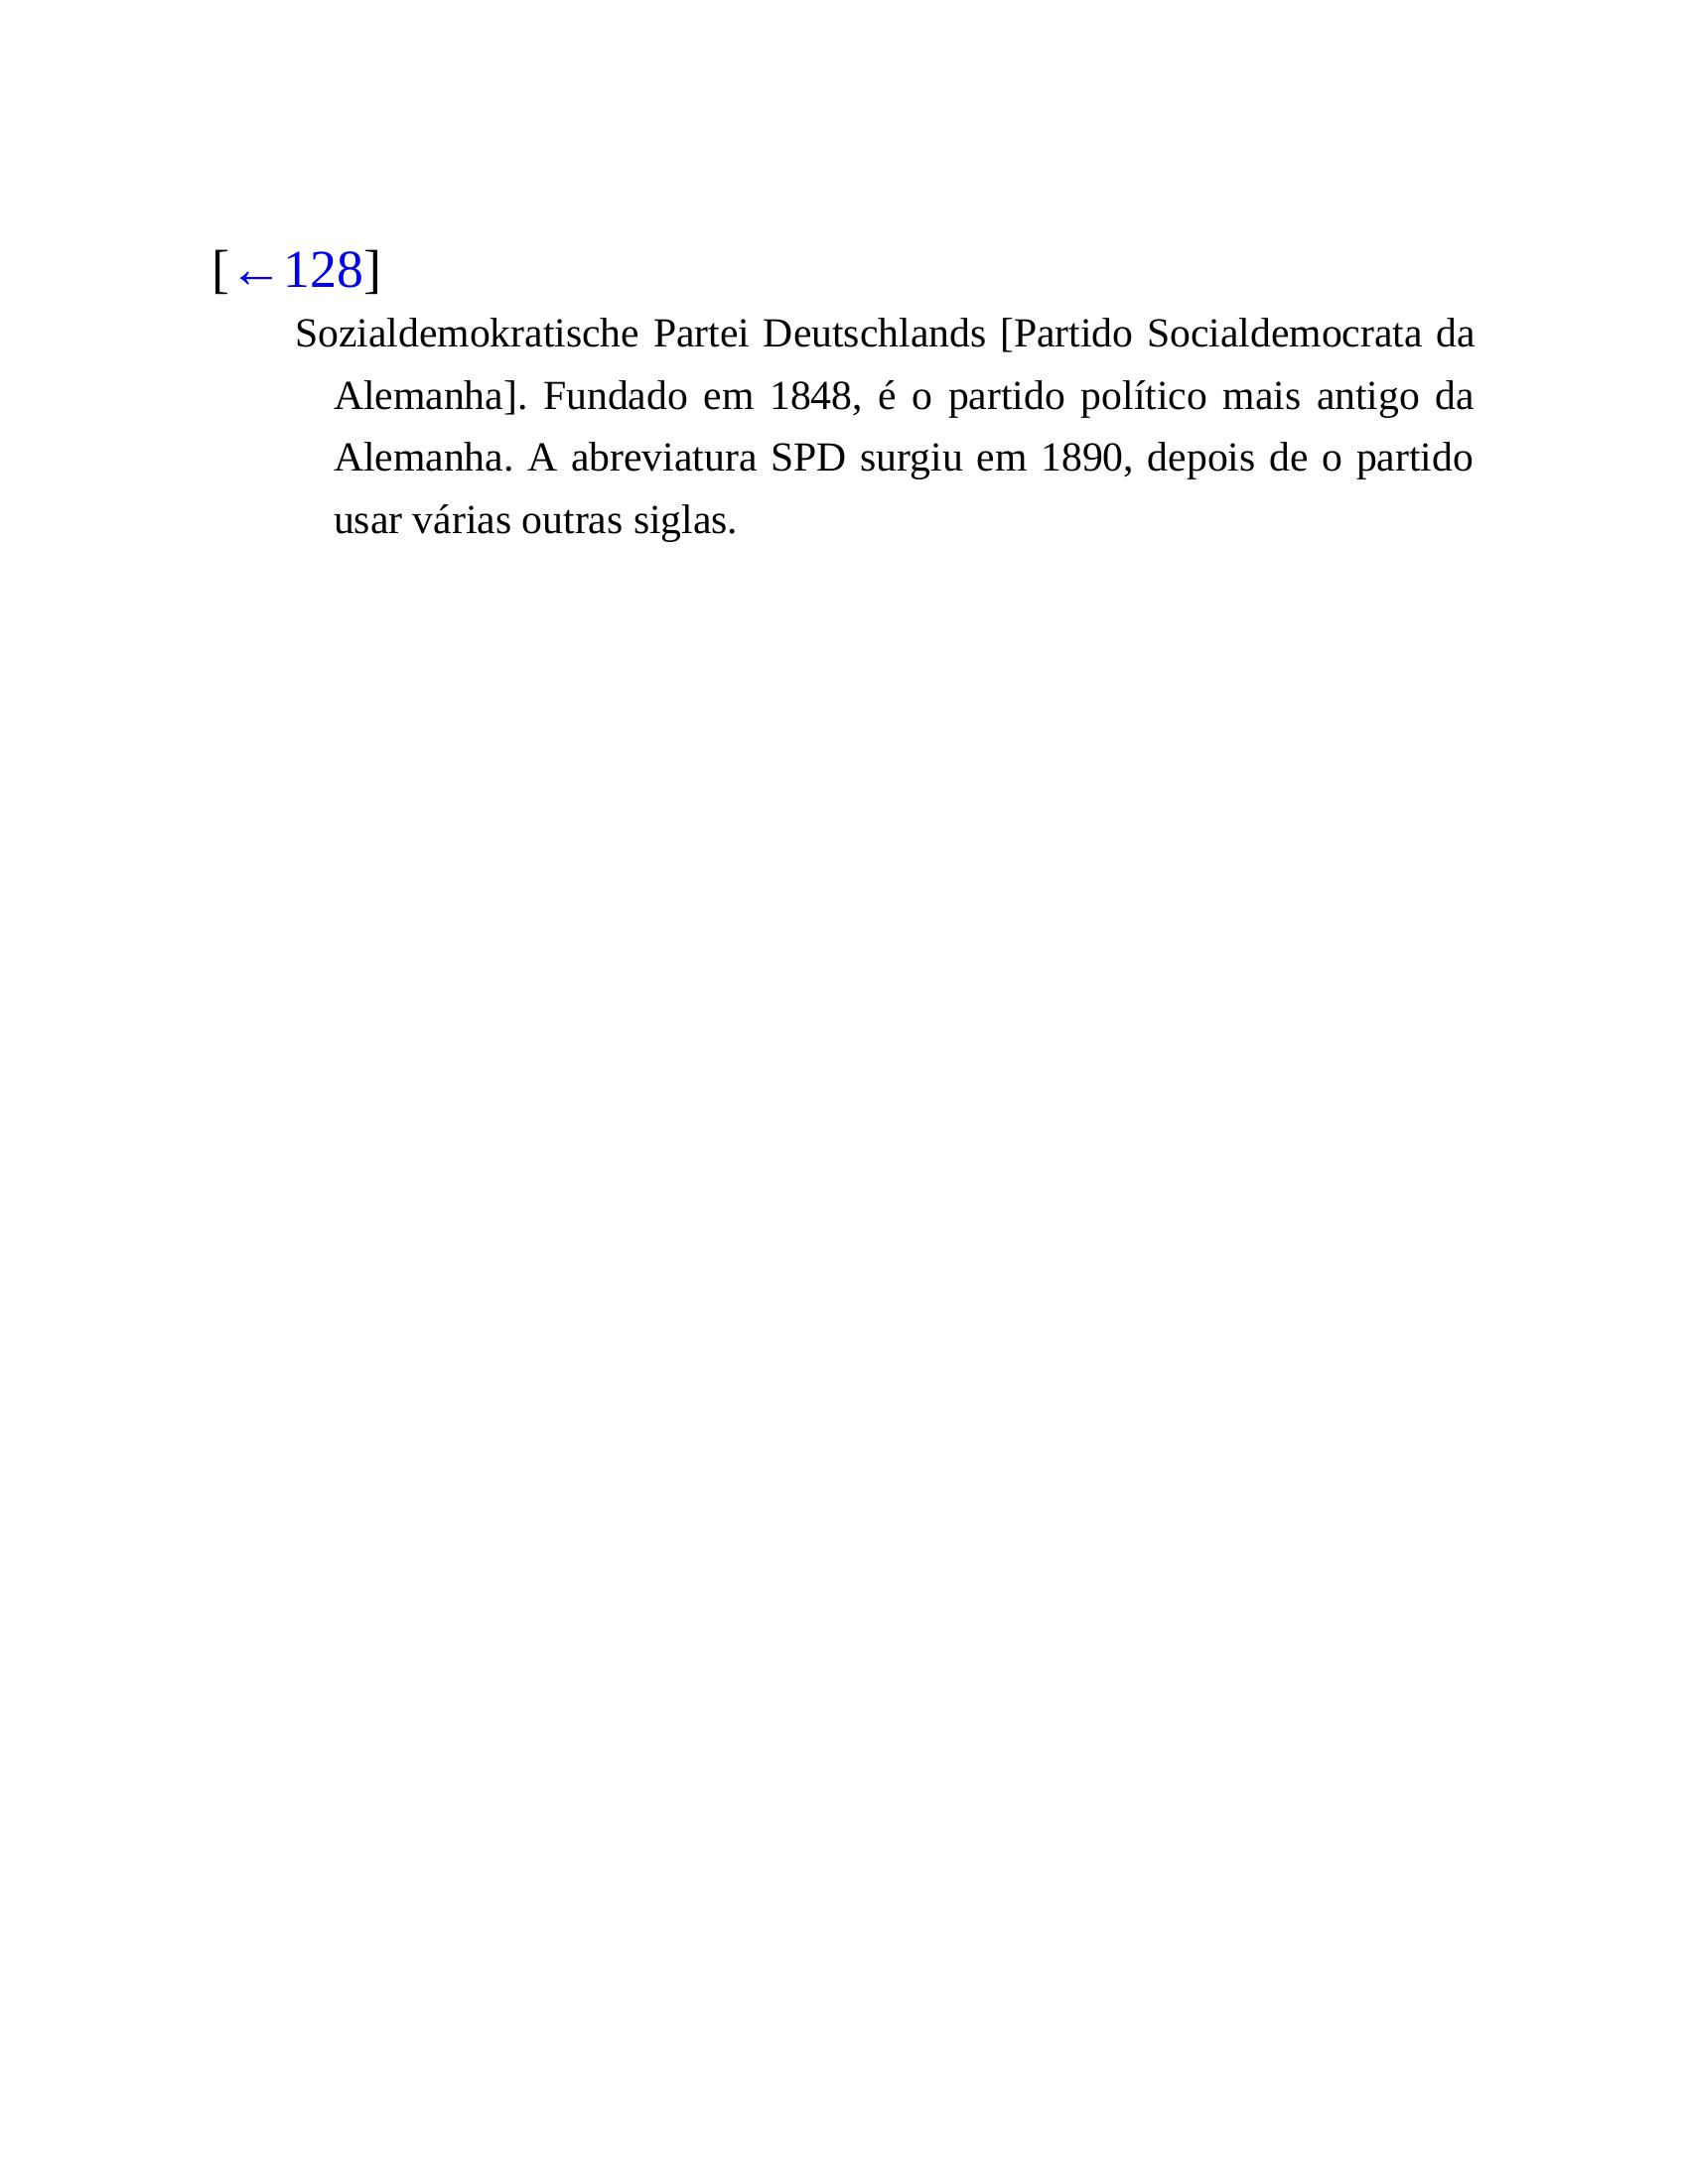 [←128]
Sozialdemokratische Partei Deutschlands [Partido Socialdemocrata da
Alemanha]. Fundado em 1848, é o partido político mais antigo da
Alemanha. A abreviatura SPD surgiu em 1890, depois de o partido
usar várias outras siglas.